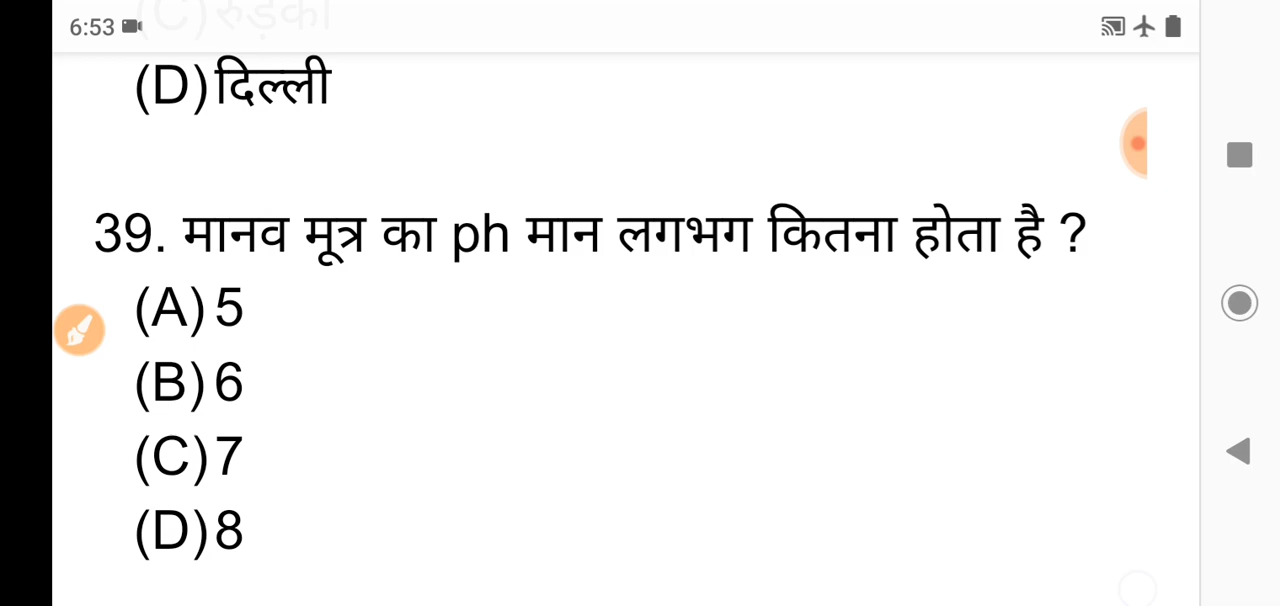 6:53
(C) रुड़की
(D) दिल्ली
39. मानव मूत्र का ph मान लगभग कितना होता है ?
(A) 5
(B) 6
(C) 7
(D) 8